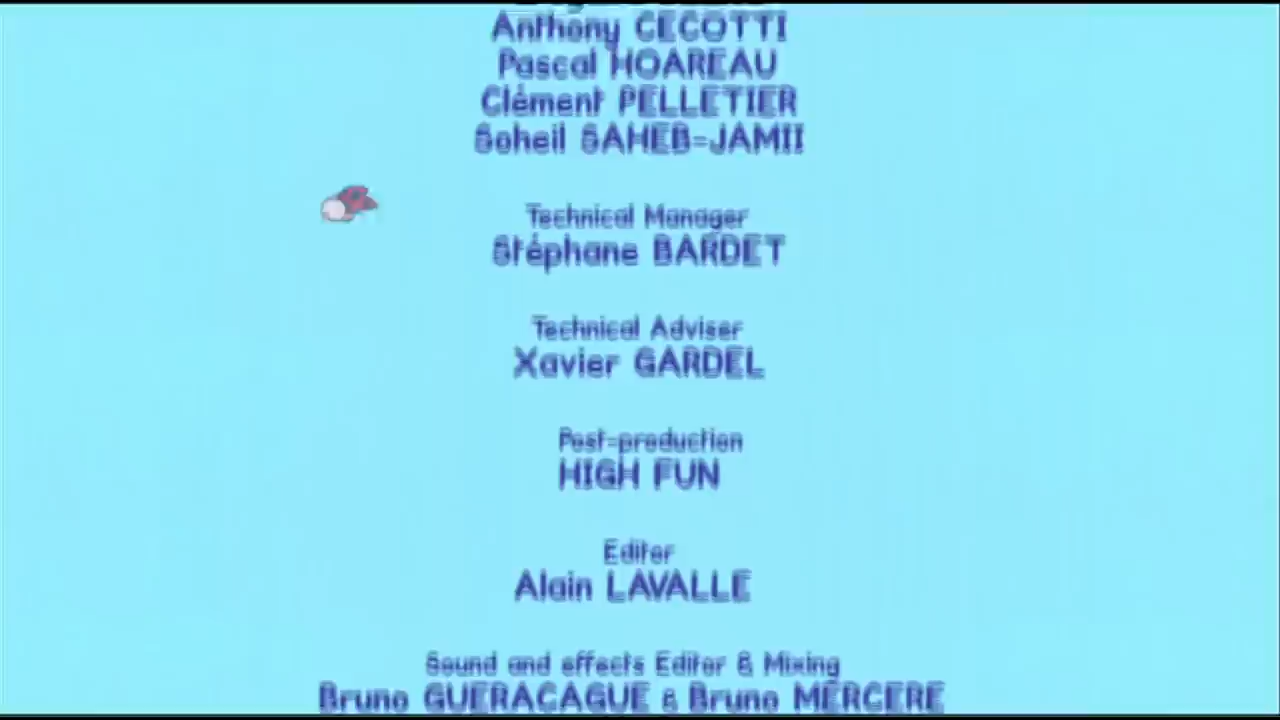 Anthony CECOTTI
Pascal HOAREAU
Clément PELLETIER
Soheil SAHEB-JAMII
Technical Manager
Stéphane BARDET
Technical Adviser
Xavier GARDEL
Post-production
HIGH FUN
Editor
Alain LAVALLE
Sound and effects Editor & Mixing
Bruno GUERACAGUE & Bruno MERCERE